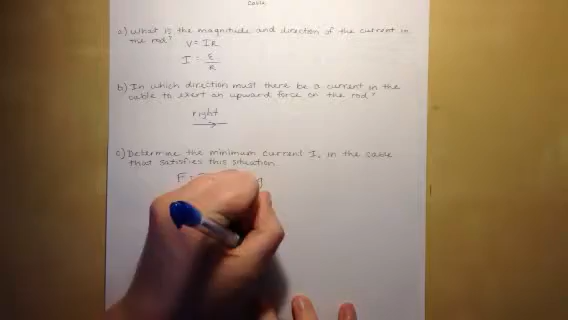 cable
a) What is the magnitude and direction of the current in
the rod?
V = IR
I = ε/R
b) In which direction must there be a current in the
cable to exert an upward force on the rod?
right
c) Determine the minimum current I₂ in the cable
that satisfies this situation.
F =